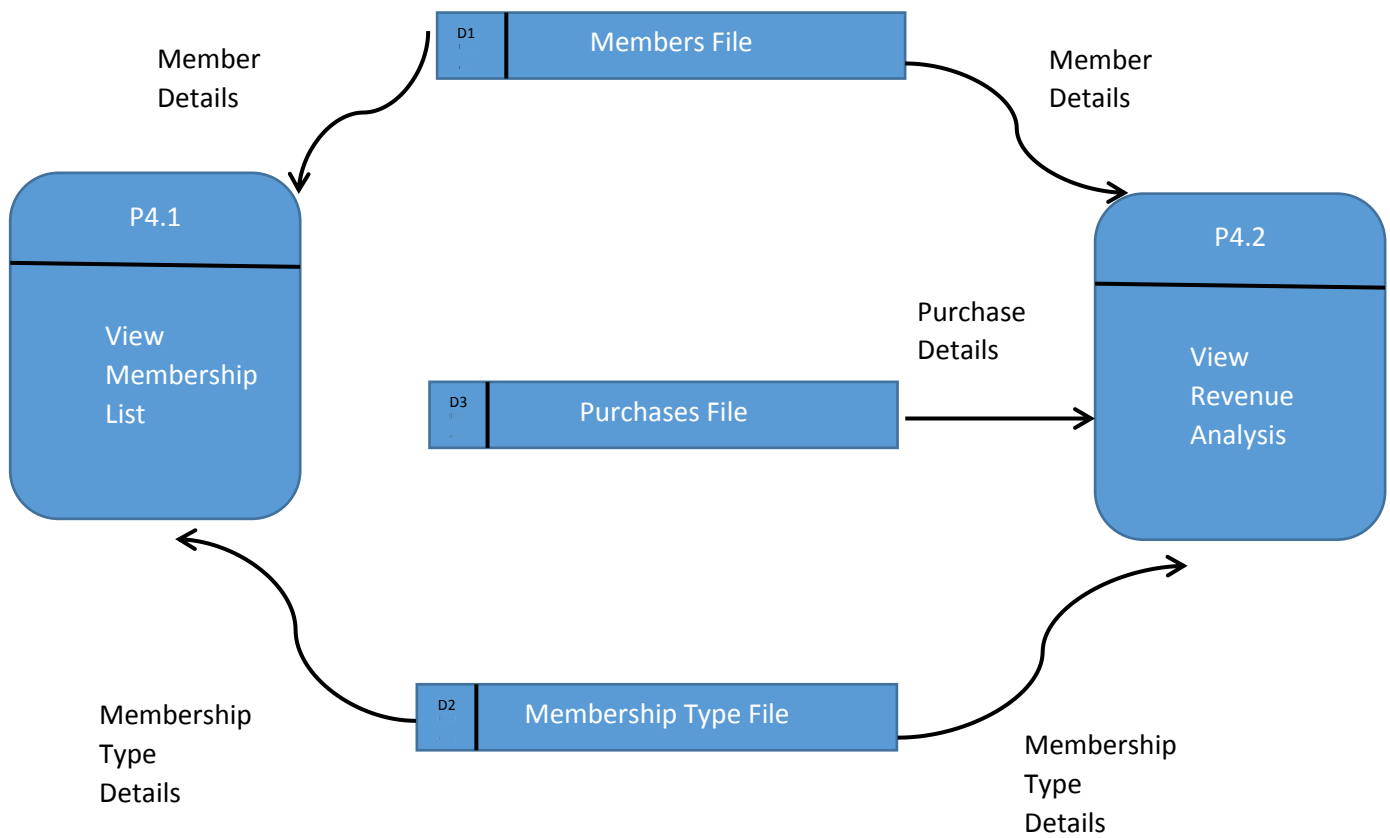 D1
Members File
Member
Details
Member
Details
P4.1
View
Membership
List
P4.2
View
Revenue
Analysis
Purchase
Details
D3
Purchases File
D2
Membership Type File
Membership
Type
Details
Membership
Type
Details